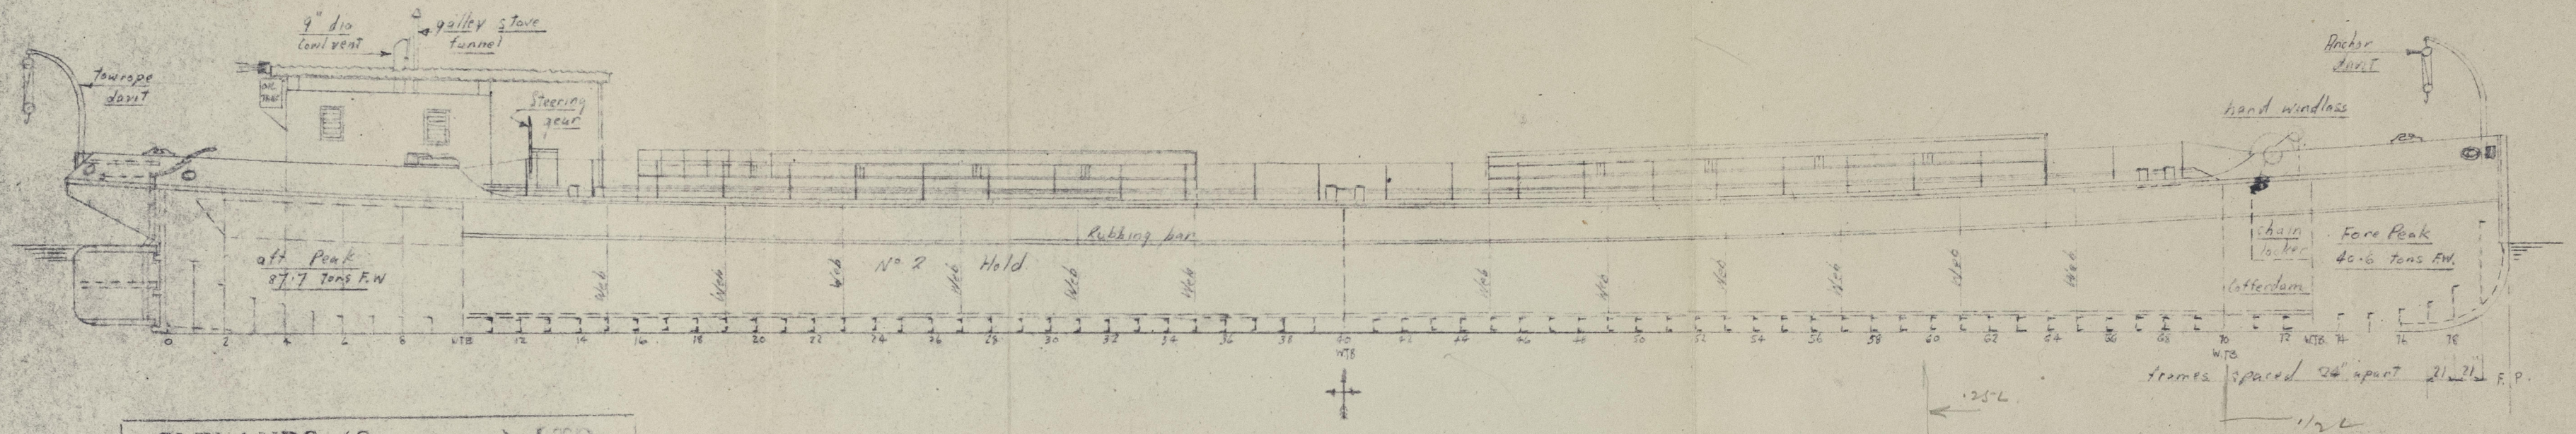 9" dia
Cowl vent
galley stove
funnel
Towrope
davit
Steering
gear
Anchor
davit
hand windlass
Rubbing bar
aft Peak
87.7 Tons F.W
No 2 Hold
Web
Web
Web
Web
Web
Web
Web
Web
Web
Web
Web
Web
chain
locker
Fore Peak
40.6 tons F.W.
Cofferdam
0 2 4 6 8 W.T.B. 12 14 16 18 20 22 24 26 28 30 32 34 36 38 40 42 44 46 48 50 52 54 56 58 60 62 64 66 68 70 72 W.T.B. 74 76 78
W.T.B
W.T.B.
frames spaced 24" apart 21 21 F.P.
.25L
1/2 L